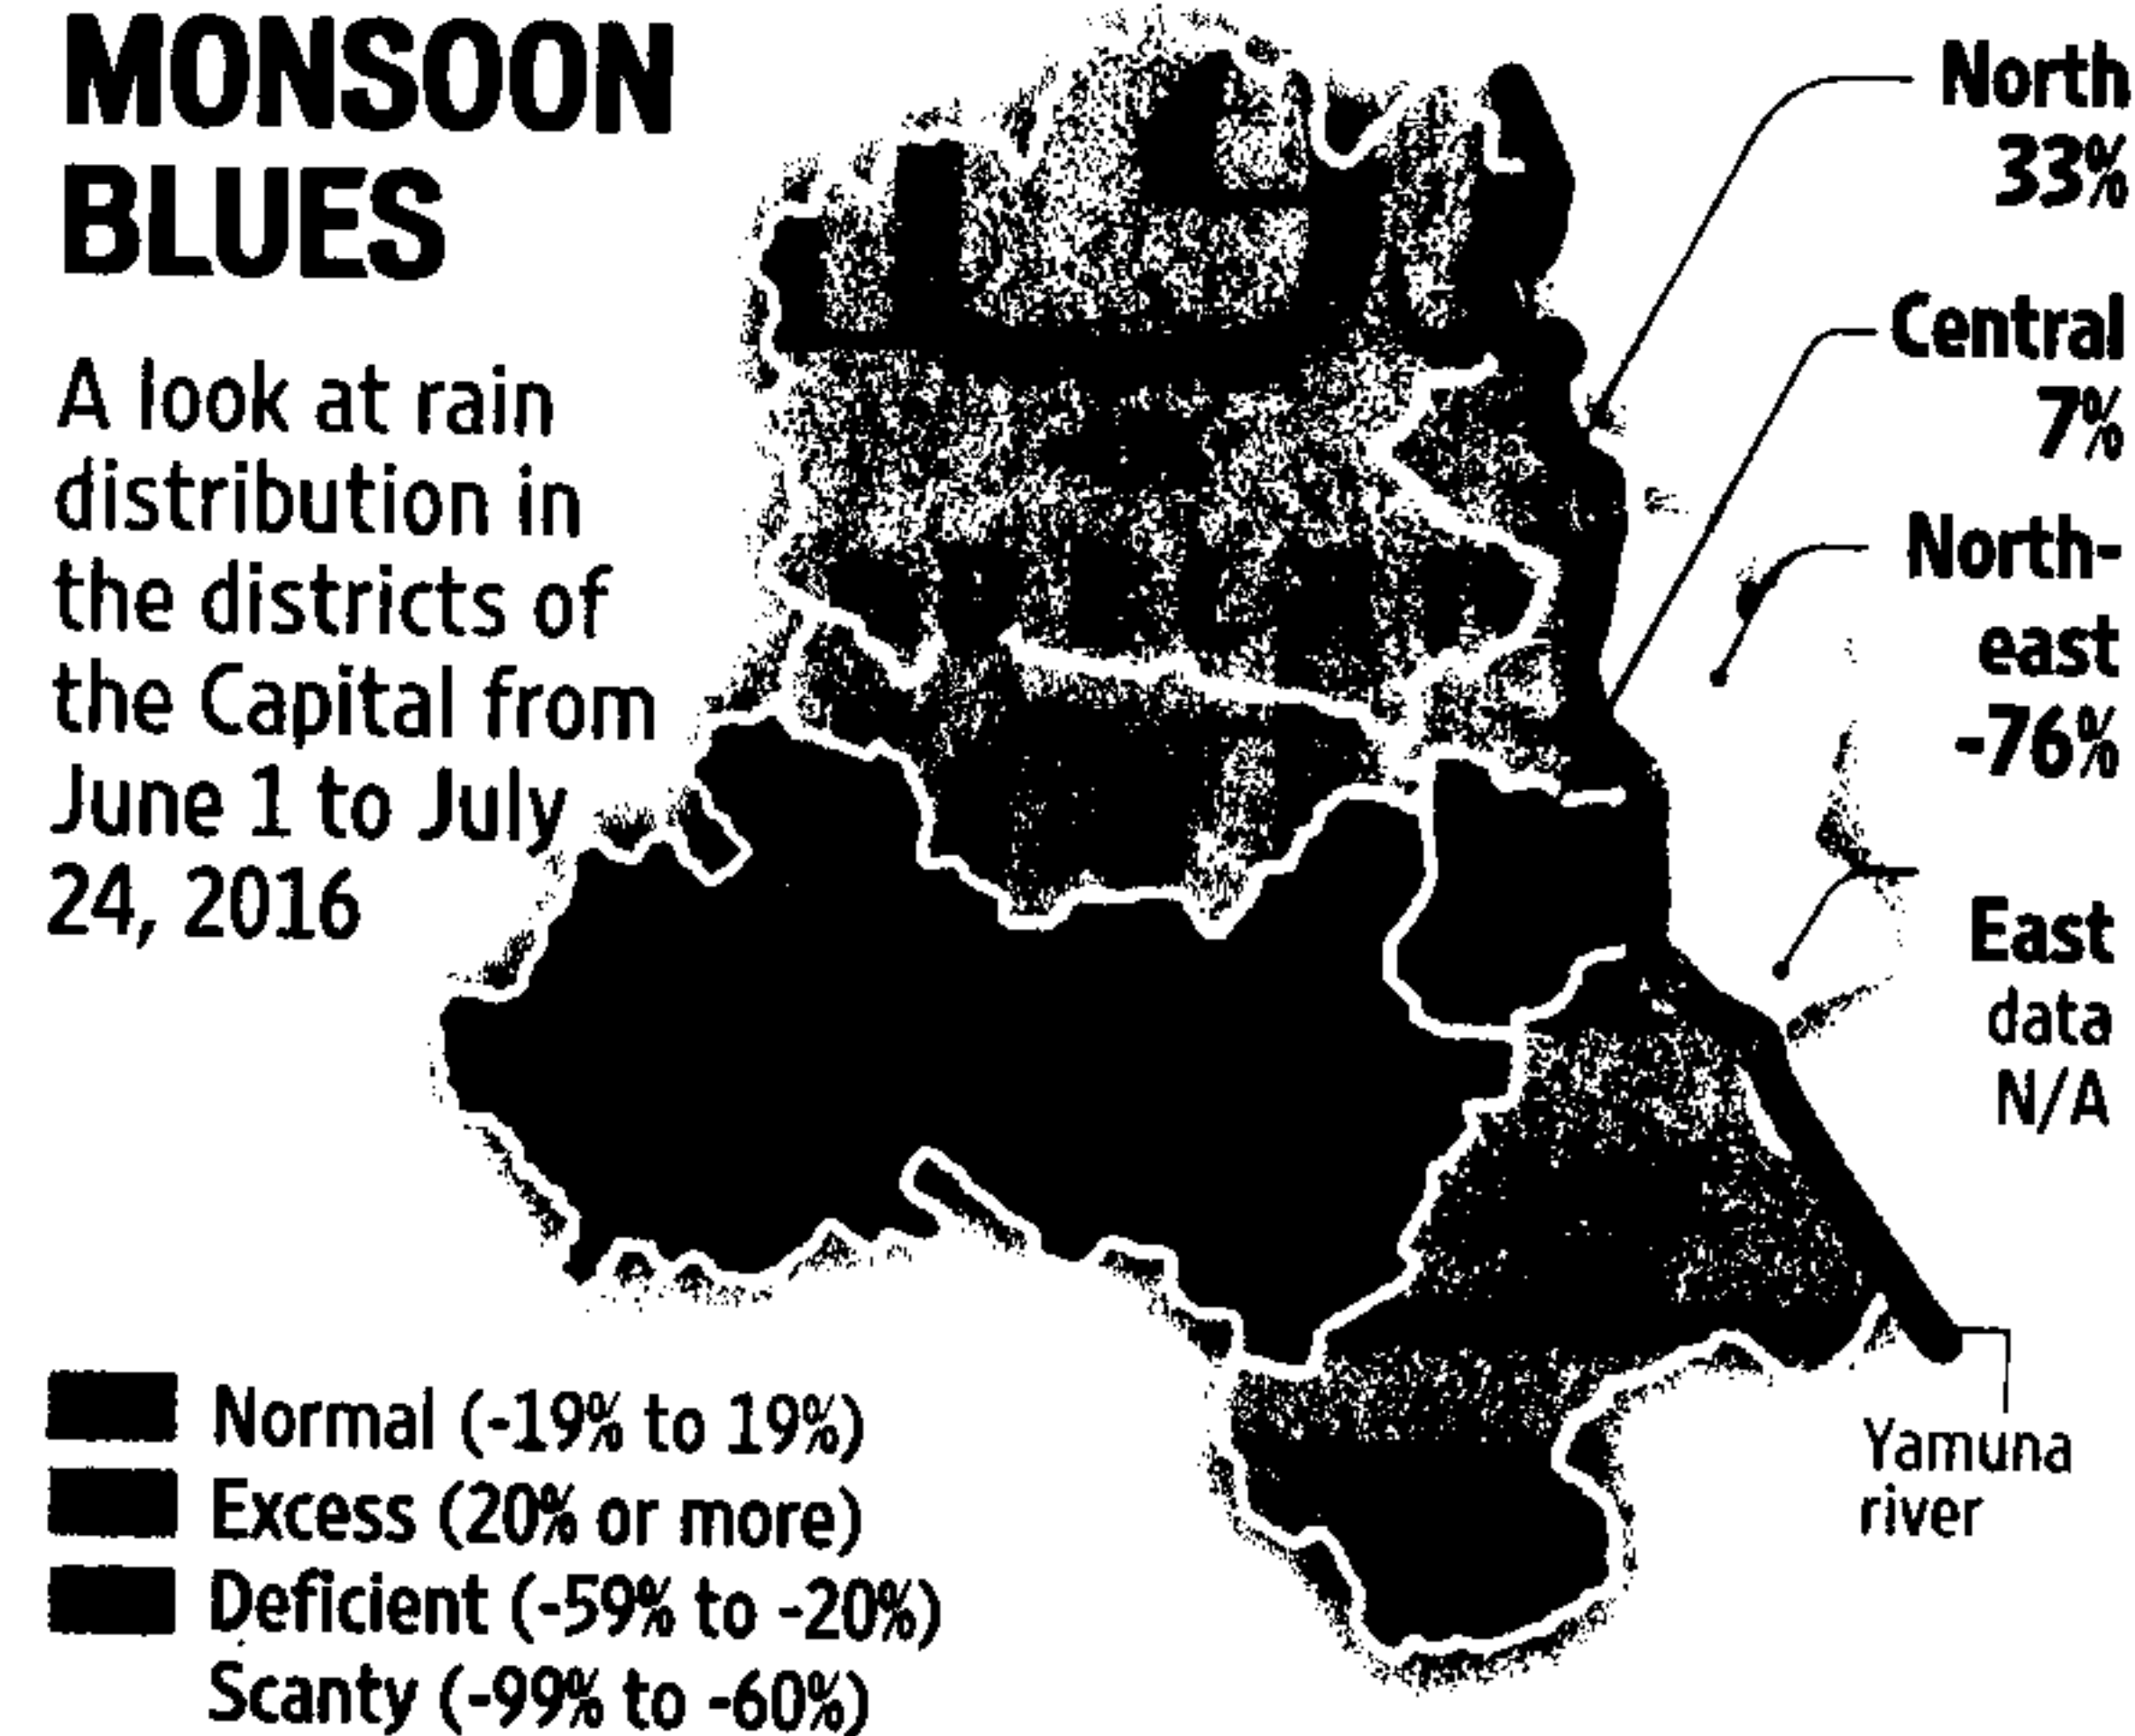 MONSOON
BLUES
A look at rain
distribution in
the districts of
the Capital from
June 1 to July
24, 2016
North
33%
Central
7%
North-
east
-76%
East
data
N/A
Yamuna
river
Normal (-19% to 19%)
Excess (20% or more)
Deficient (-59% to -20%)
Scanty (-99% to -60%)